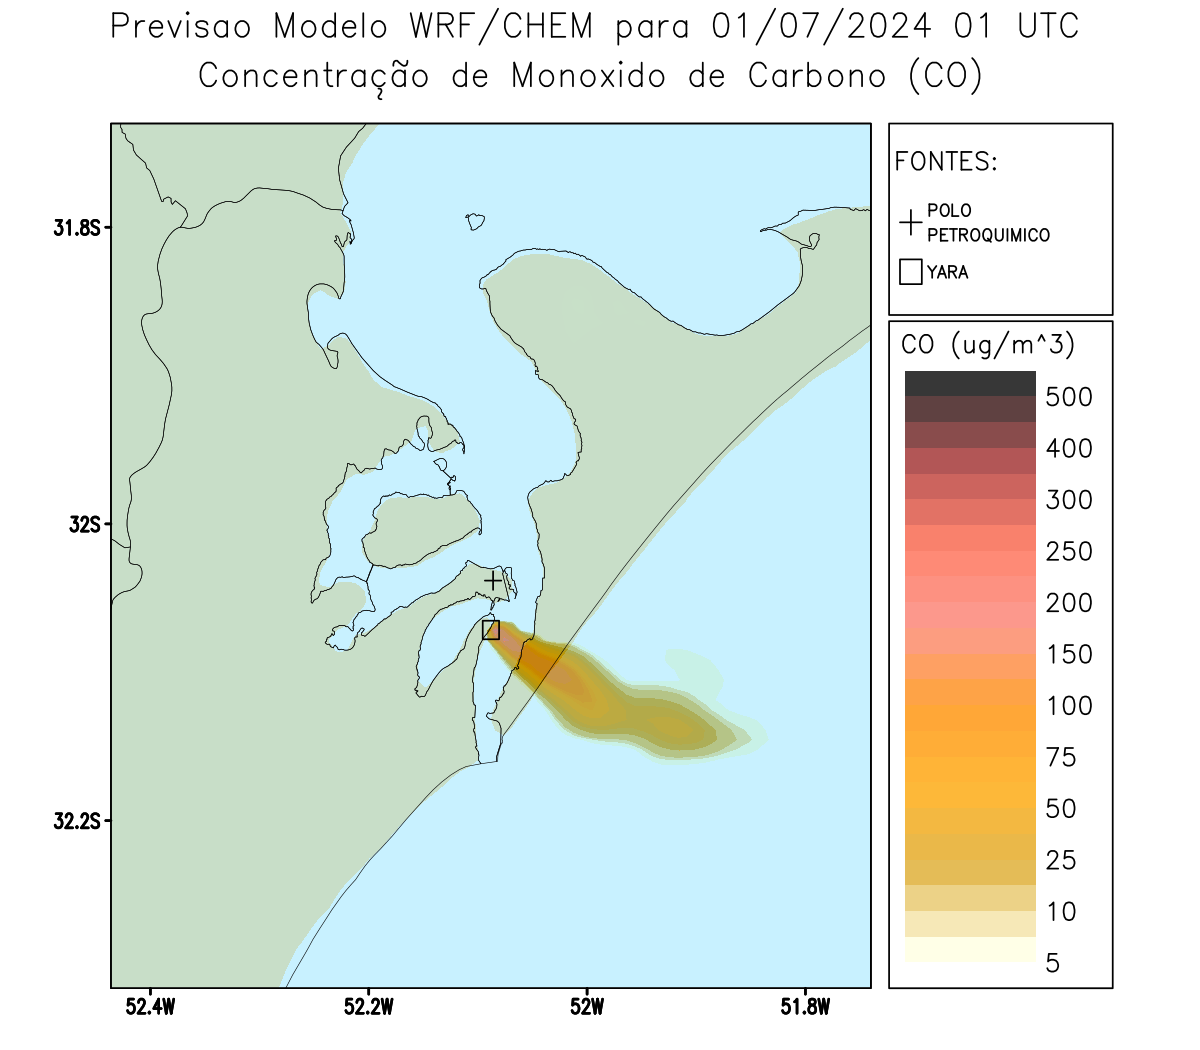 Previsao Modelo WRF/CHEM para 01/07/2024 01 UTC
Concentração de Monoxido de Carbono (CO)
FONTES:
POLO
PETROQUIMICO
YARA
CO (ug/m^3)
500
400
300
250
200
150
100
75
50
25
10
5
31.8S
32S
32.2S
52.4W
52.2W
52W
51.8W